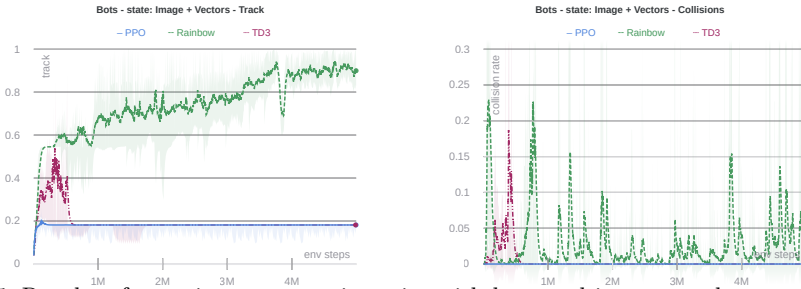 Bots - state: Image + Vectors - Track
PPO Rainbow TD3
1
0.8
0.6
0.4
0.2
0
track
env steps
1M 2M 3M 4M
Bots - state: Image + Vectors - Collisions
PPO Rainbow TD3
0.3
0.25
0.2
0.15
0.1
0.05
0
collision rate
env steps
1M 2M 3M 4M